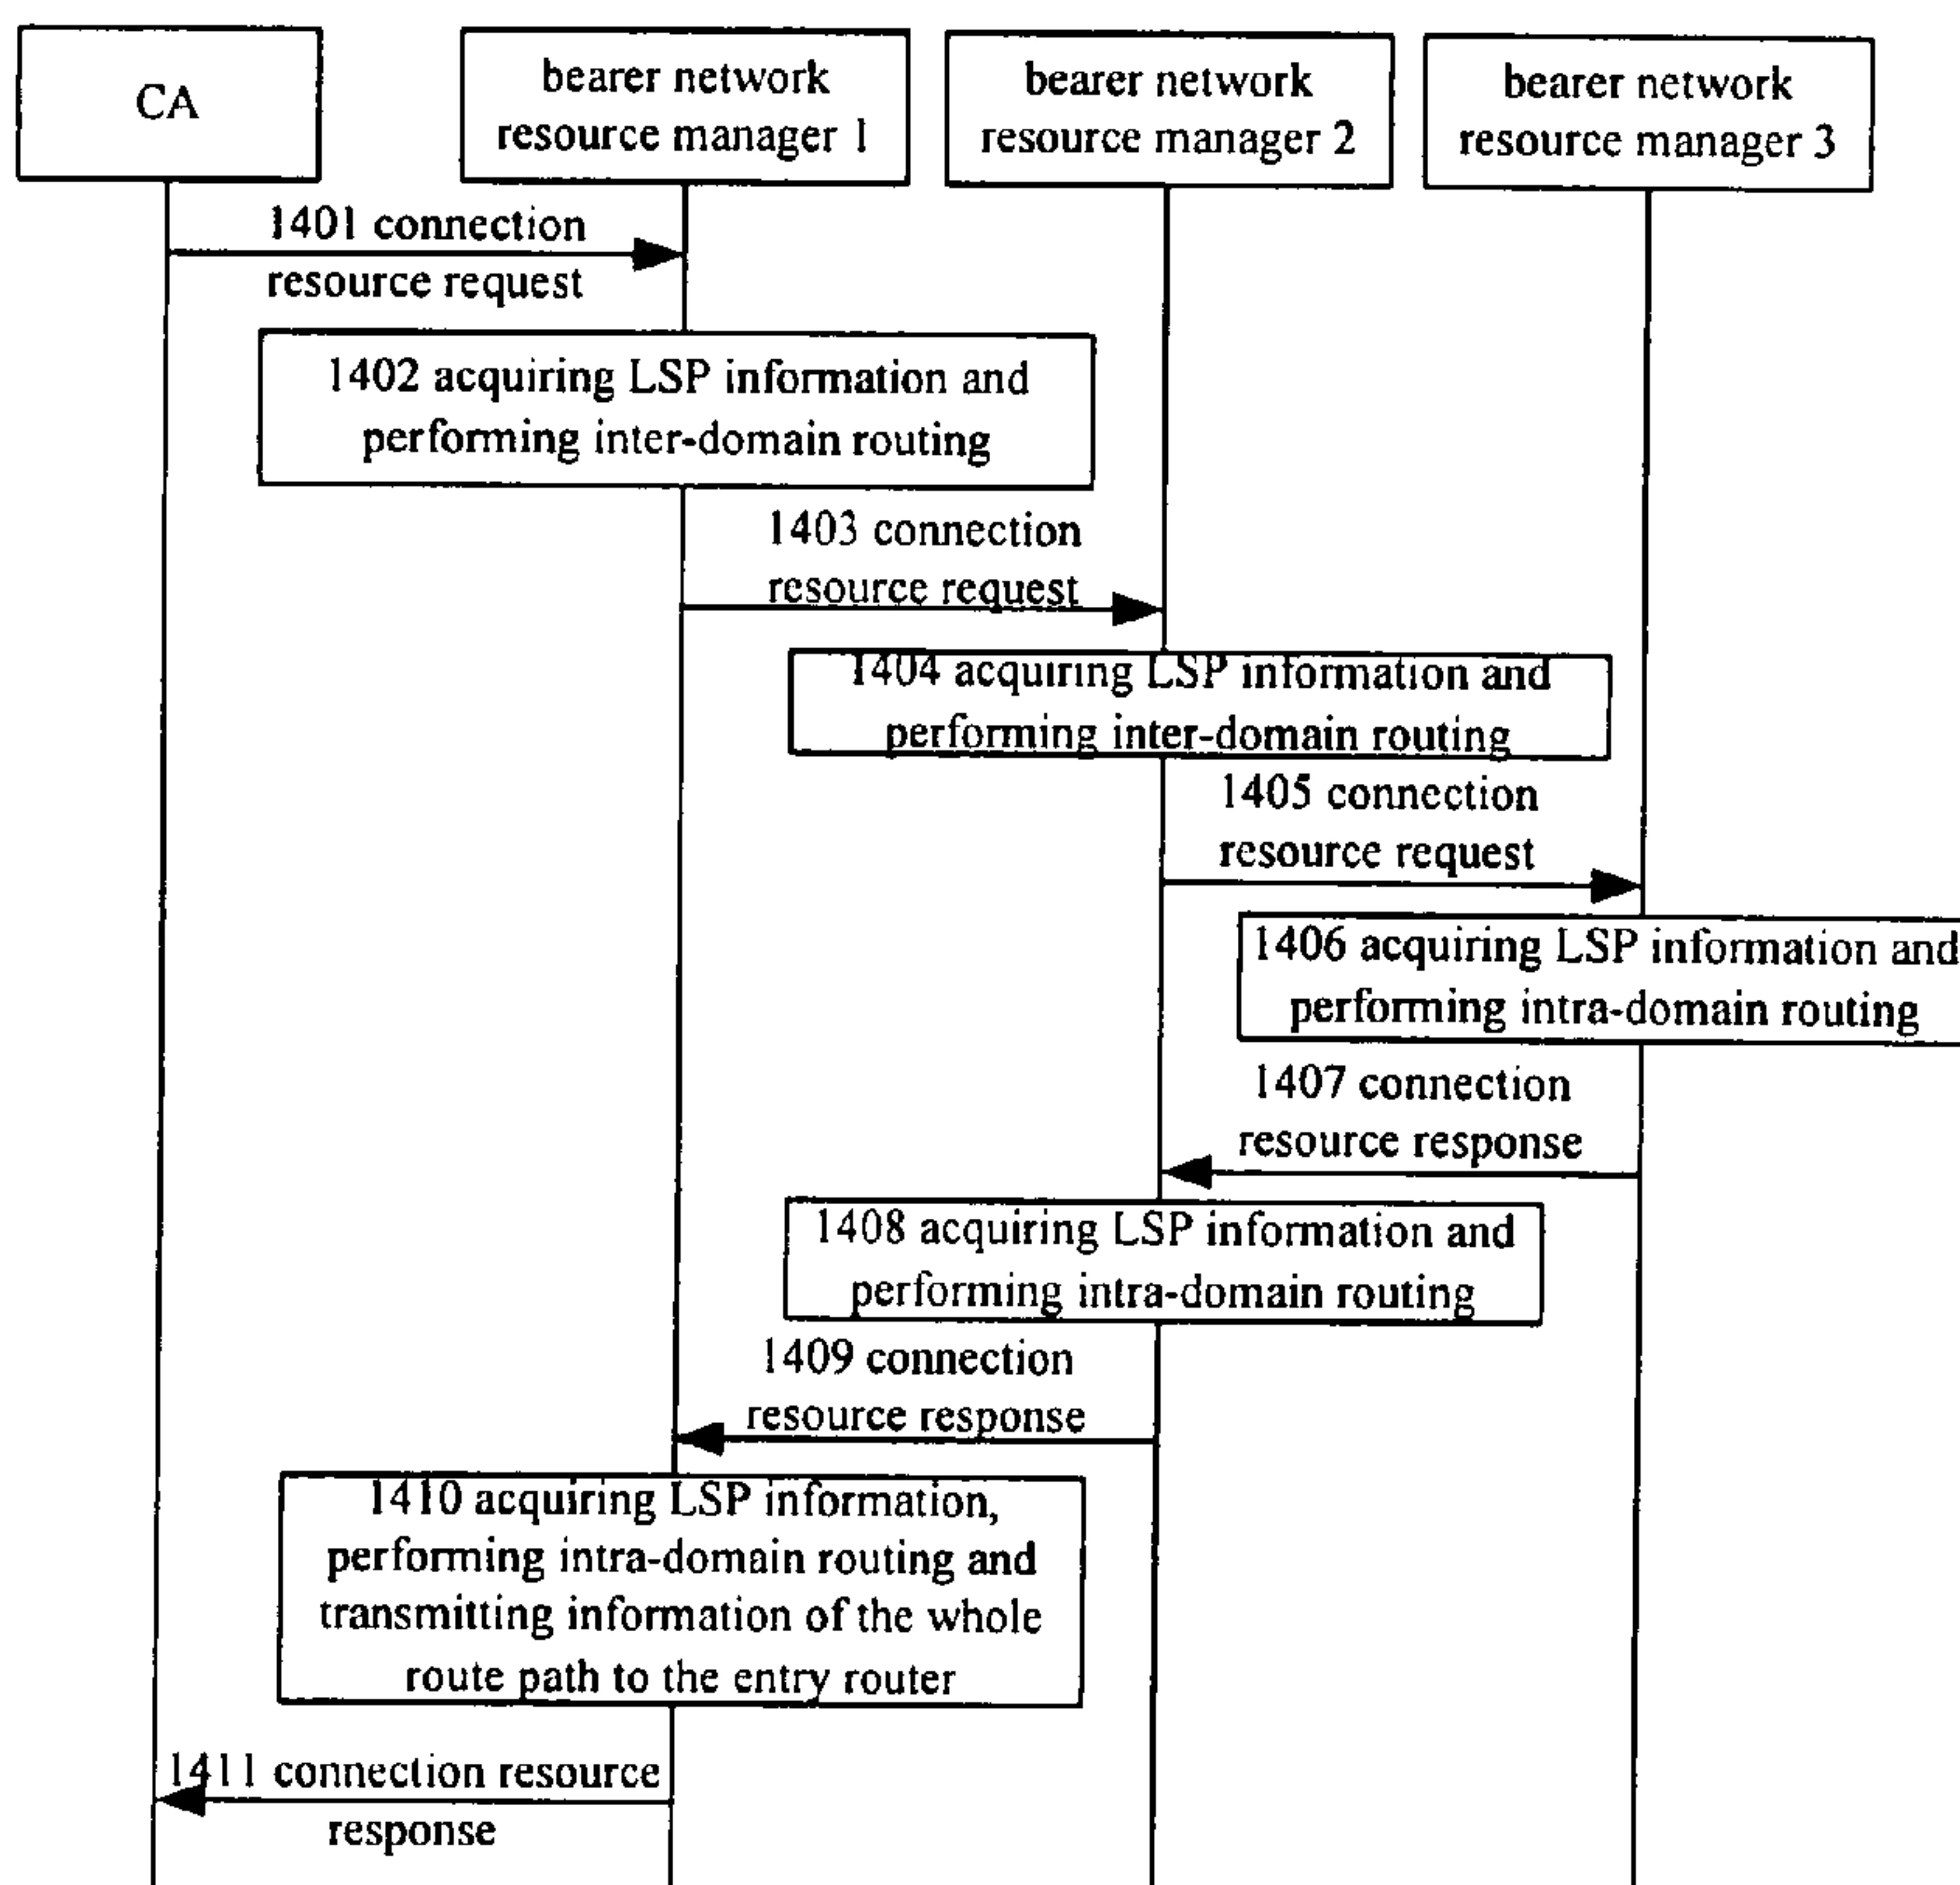 CA
bearer network
resource manager 1
bearer network
resource manager 2
bearer network
resource manager 3
1401 connection
resource request
1402 acquiring LSP information and
performing inter-domain routing
1403 connection
resource request
1404 acquiring LSP information and
performing inter-domain routing
1405 connection
resource request
1406 acquiring LSP information and
performing intra-domain routing
1407 connection
resource response
1408 acquiring LSP information and
performing intra-domain routing
1409 connection
resource response
1410 acquiring LSP information,
performing intra-domain routing and
transmitting information of the whole
route path to the entry router
1411 connection resource
response